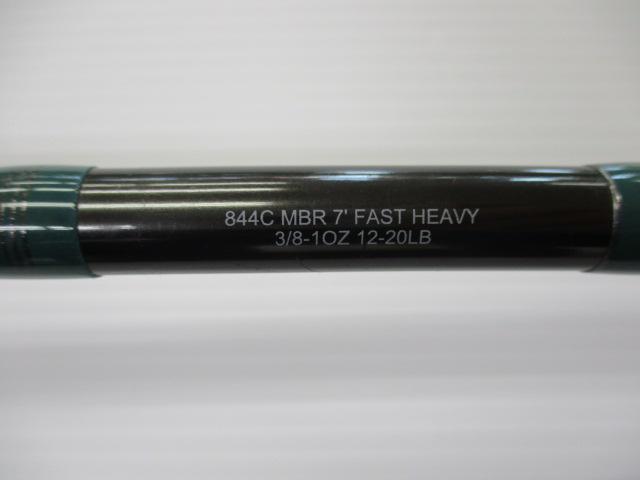 844C MBR 7' FAST HEAVY
3/8-1OZ 12-20LB